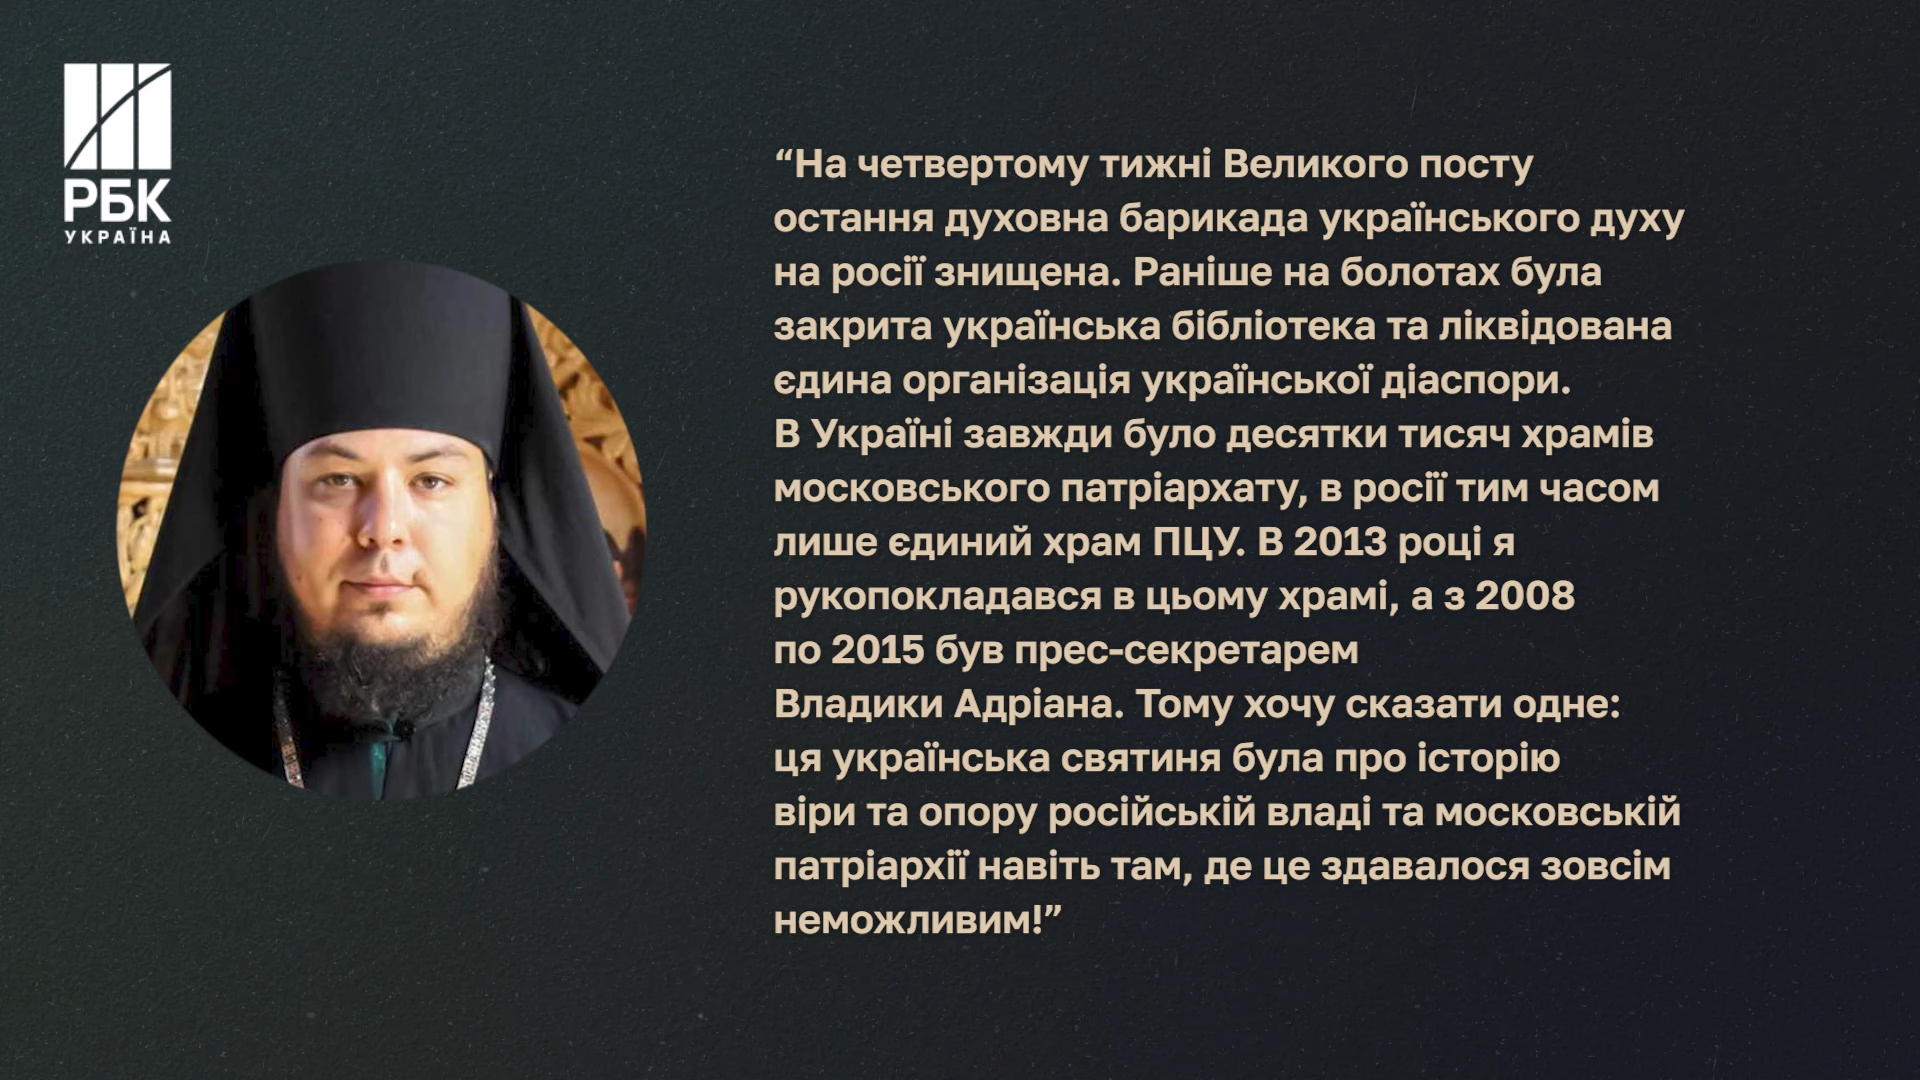 РБК
УКРАЇНА
“На четвертому тижні Великого посту
остання духовна барикада українського духу
на росії знищена. Раніше на болотах була
закрита українська бібліотека та ліквідована
єдина організація української діаспори.
В Україні завжди було десятки тисяч храмів
московського патріархату, в росії тим часом
лише єдиний храм ПЦУ. В 2013 році я
рукопокладався в цьому храмі, а з 2008
по 2015 був прес-секретарем
Владики Адріана. Тому хочу сказати одне:
ця українська святиня була про історію
віри та опору російській владі та московській
патріархії навіть там, де це здавалося зовсім
неможливим!”